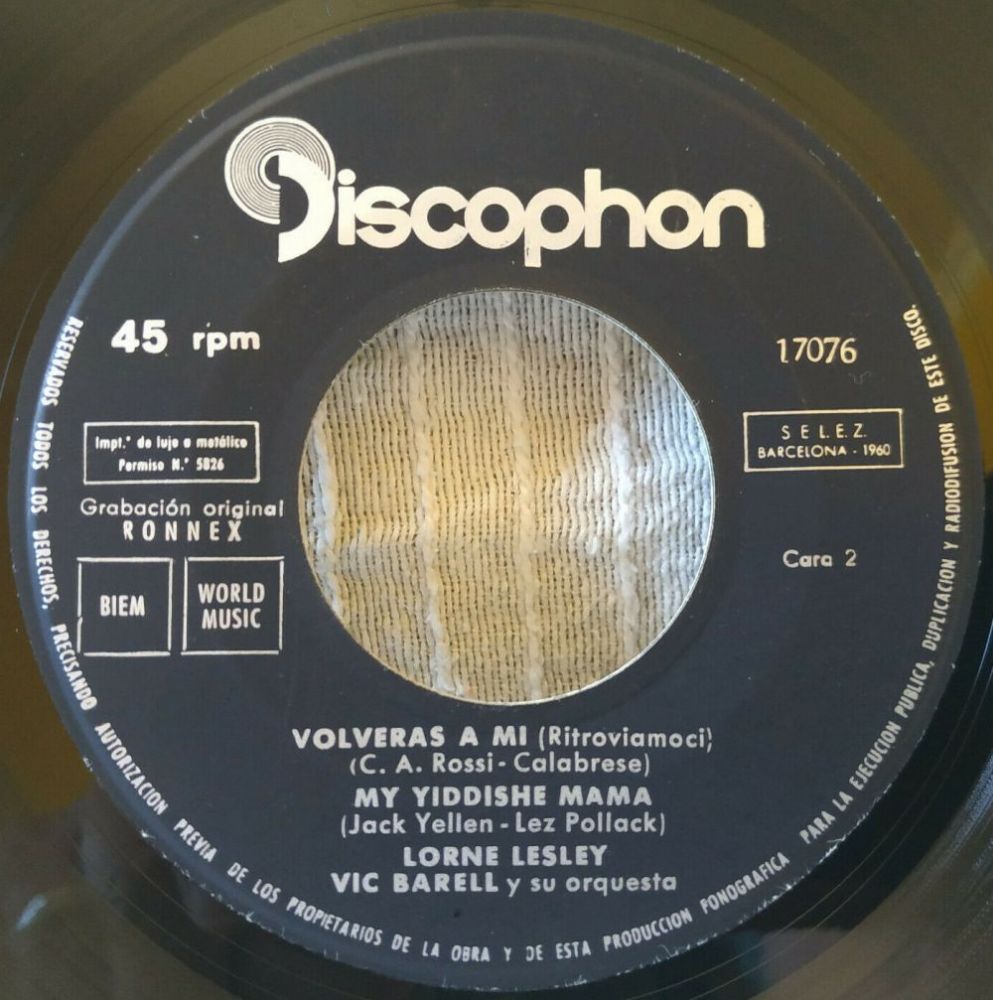 Discophon
45 rpm
17076
Impt.º de lujo o metálico
Permiso N.º 5826
S E L.E.Z.
BARCELONA - 1960
Grabación original
RONNEX
Cara 2
BIEM
WORLD
MUSIC
VOLVERAS A MI (Ritroviamoci)
(C. A. Rossi - Calabrese)
MY YIDDISHE MAMA
(Jack Yellen - Lez Pollack)
LORNE LESLEY
VIC BARELL y su orquesta
RESERVADOS TODOS LOS DERECHOS, PRECISANDO AUTORIZACION PREVIA DE LOS PROPIETARIOS DE LA OBRA Y DE ESTA PRODUCCION FONOGRAFICA PARA LA EJECUCION PUBLICA, DUPLICACION Y RADIODIFUSION DE ESTE DISCO.